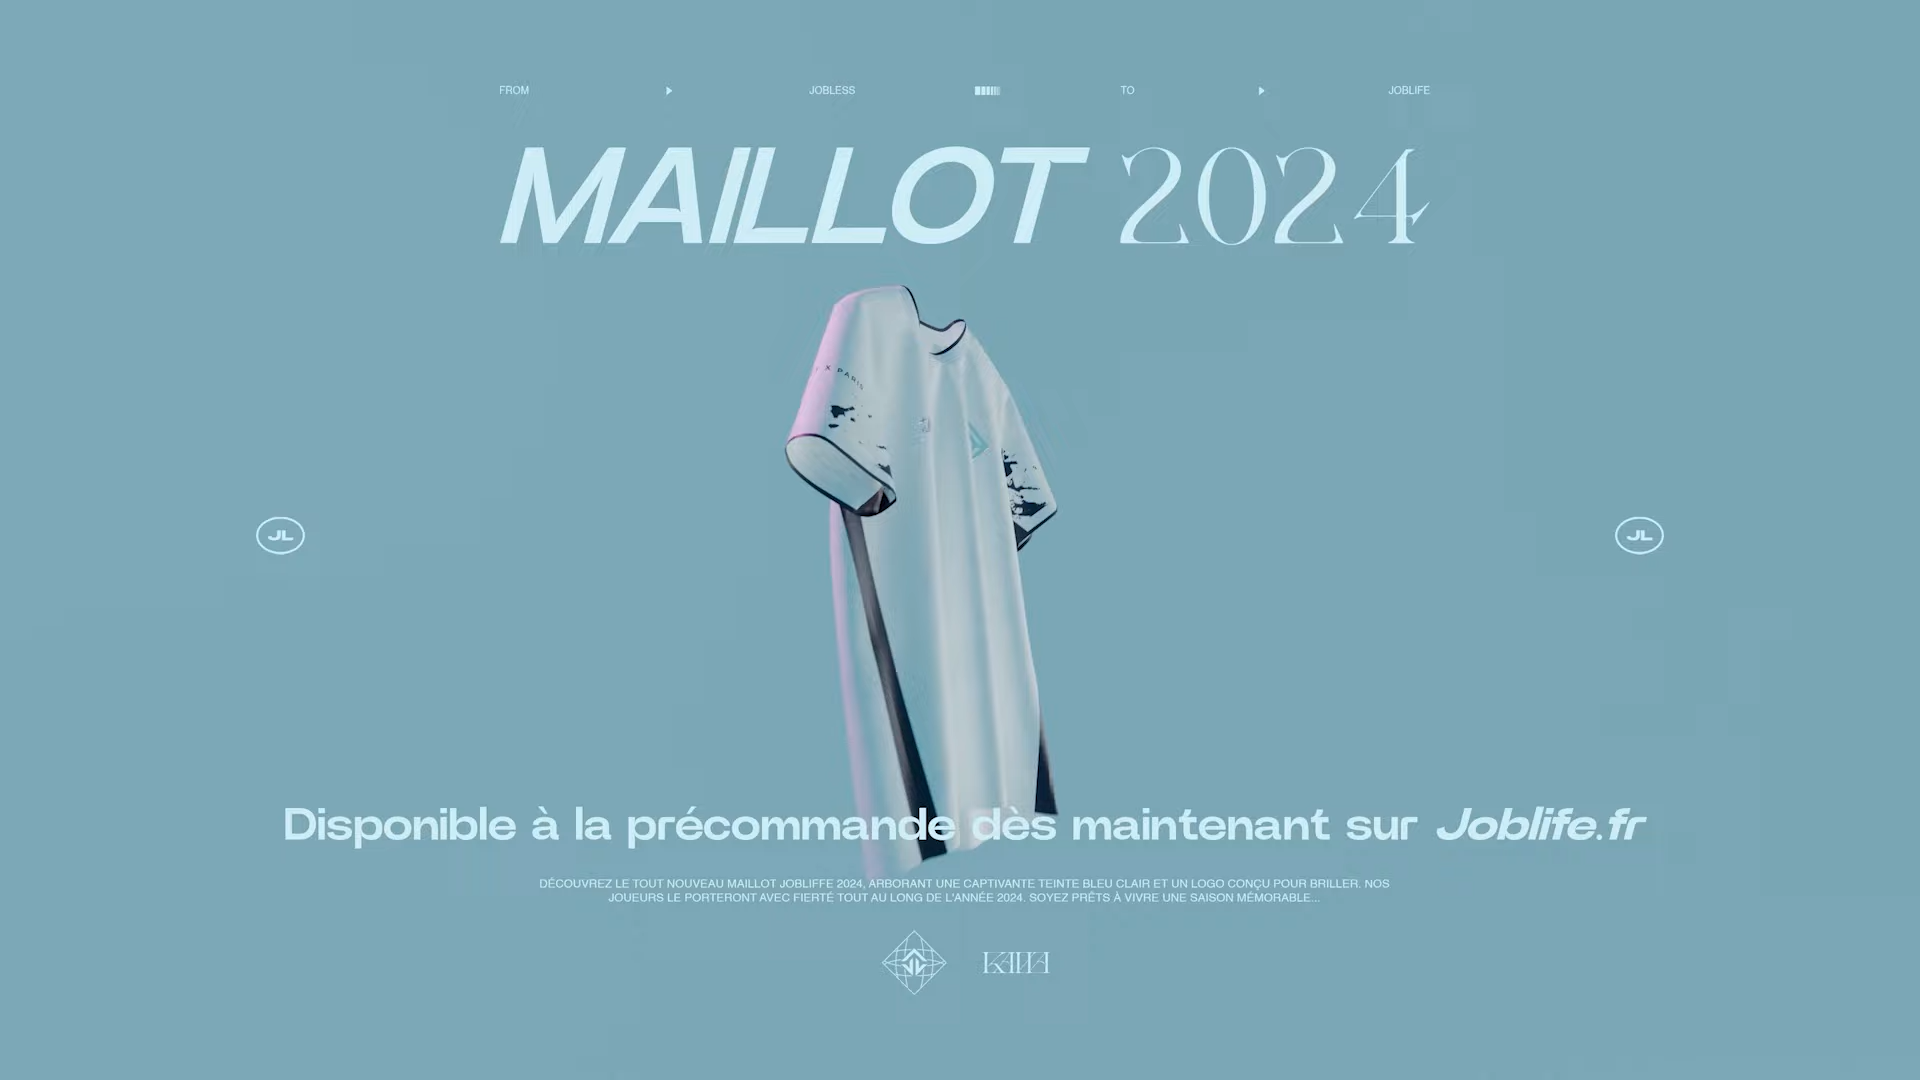 FROM JOBLESS TO JOBLIFE
MAILLOT 2024
X PARIS
JL JL
Disponible à la précommande dès maintenant sur Joblife.fr
DÉCOUVREZ LE TOUT NOUVEAU MAILLOT JOBLIFFE 2024, ARBORANT UNE CAPTIVANTE TEINTE BLEU CLAIR ET UN LOGO CONÇU POUR BRILLER. NOS
JOUEURS LE PORTERONT AVEC FIERTÉ TOUT AU LONG DE L'ANNÉE 2024. SOYEZ PRÊTS À VIVRE UNE SAISON MÉMORABLE...